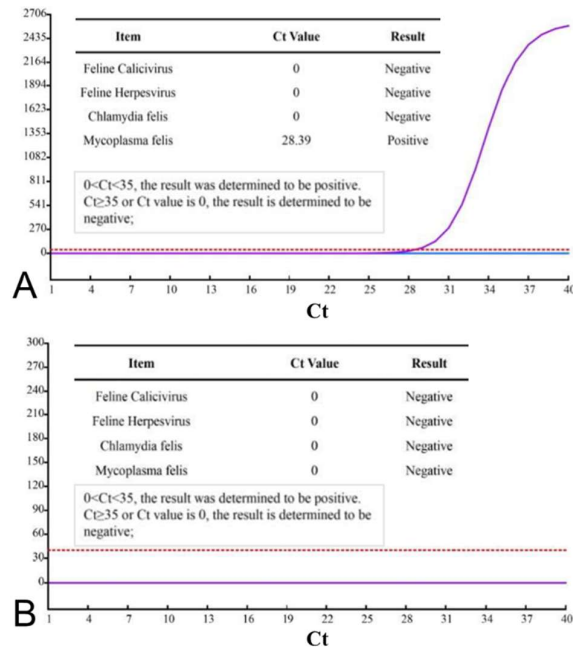 2706
2435
2164
1894
1623
1353
1082
811
541
270
0
Item Ct Value Result
Feline Calicivirus 0 Negative
Feline Herpesvirus 0 Negative
Chlamydia felis 0 Negative
Mycoplasma felis 28.39 Positive
0<Ct<35, the result was determined to be positive.
Ct≥35 or Ct value is 0, the result is determined to be
negative;
A
1 4 7 10 13 16 19 22 25 28 31 34 37 40
Ct
300
270
240
210
180
150
120
90
60
30
0
Item Ct Value Result
Feline Calicivirus 0 Negative
Feline Herpesvirus 0 Negative
Chlamydia felis 0 Negative
Mycoplasma felis 0 Negative
0<Ct<35, the result was determined to be positive.
Ct≥35 or Ct value is 0, the result is determined to be
negative;
B
1 4 7 10 13 16 19 22 25 28 31 34 37 40
Ct